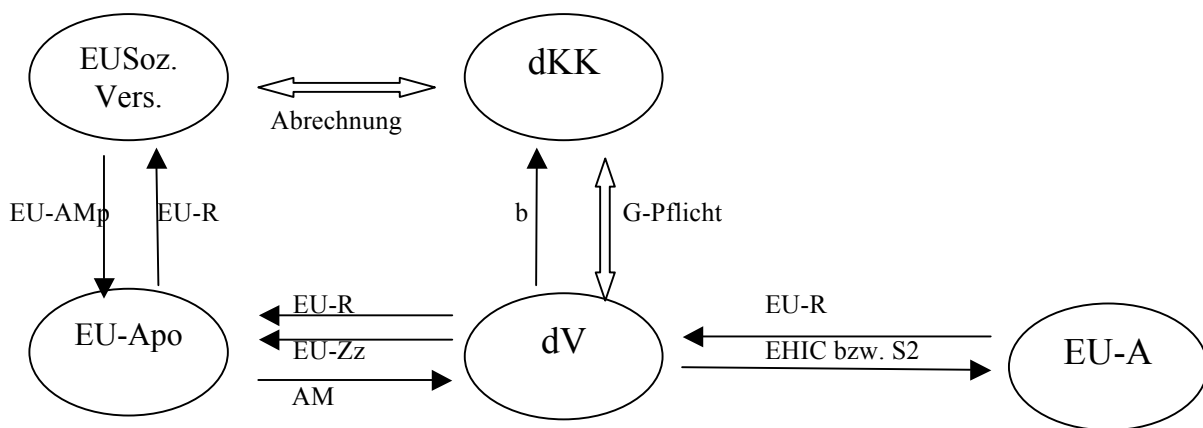 EUSoz.
Vers.
dKK
Abrechnung
EU-AMp
EU-R
b
G-Pflicht
EU-R
EU-R
EU-Apo
EU-Zz
dV
EHIC bzw. S2
EU-A
AM